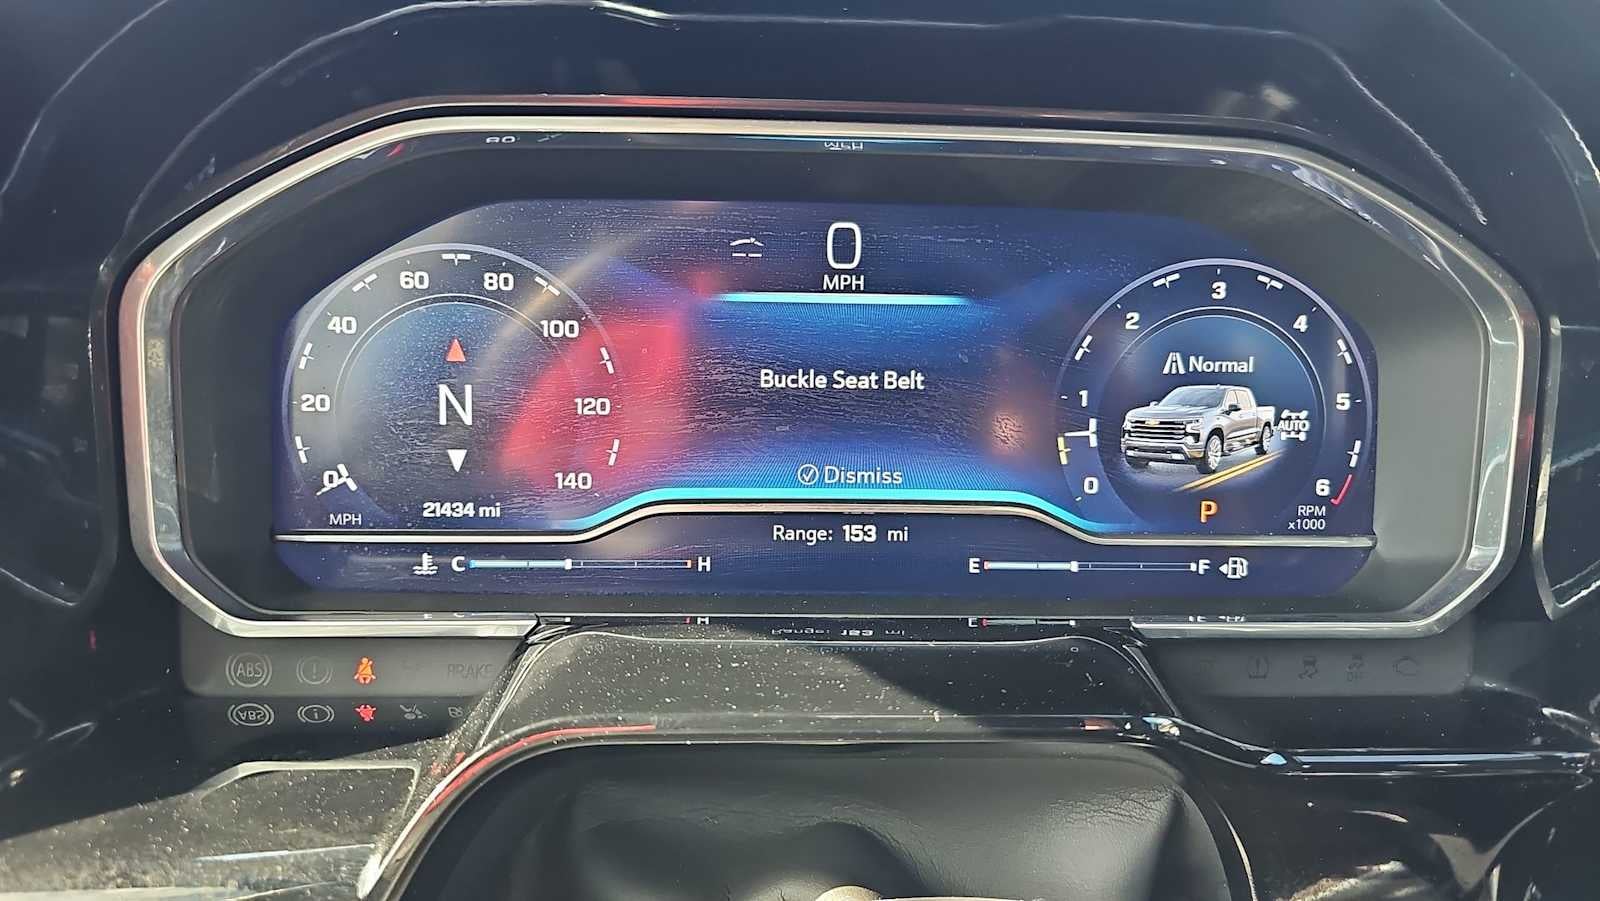 0
MPH
60 80
40 100
20 120
0 140
N
MPH
21434 mi
Buckle Seat Belt
Dismiss
3
2 4
1 5
0 6
Normal
AUTO
P
RPM
x1000
Range: 153 mi
C H
E F
ABS
BRAKE
OFF